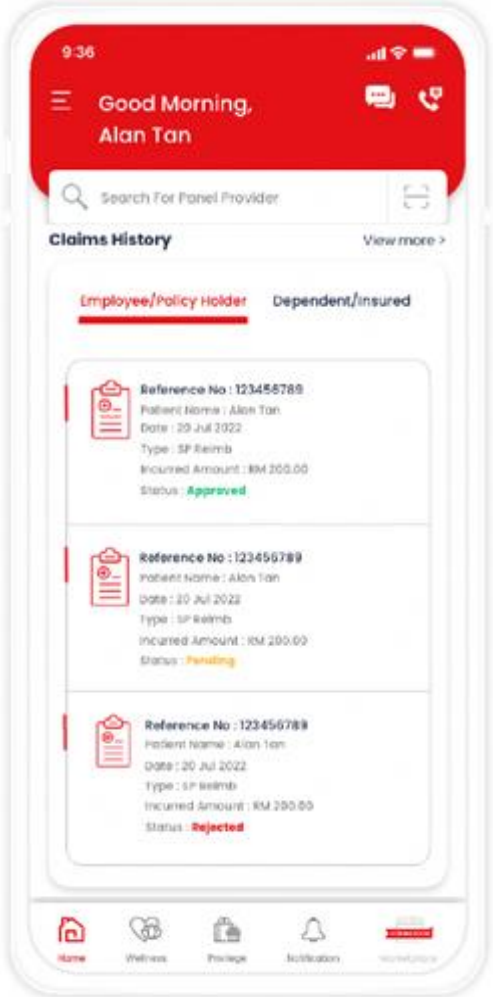 9:36
Good Morning,
Alan Tan
Search For Panel Provider
Claims History
View more >
Employee/Policy Holder
Dependent/Insured
Reference No : 123456789
Patient Name : Alan Tan
Date : 20 Jul 2022
Type : SP Reimb
Incurred Amount : RM 200.00
Status : Approved
Reference No : 123456789
Patient Name : Alan Tan
Date : 20 Jul 2022
Type : SP Reimb
Incurred Amount : RM 200.00
Status : Pending
Reference No : 123456789
Patient Name : Alan Tan
Date : 20 Jul 2022
Type : SP Reimb
Incurred Amount : RM 200.00
Status : Rejected
Home
Wellness
Privilege
Notification
Marketplace